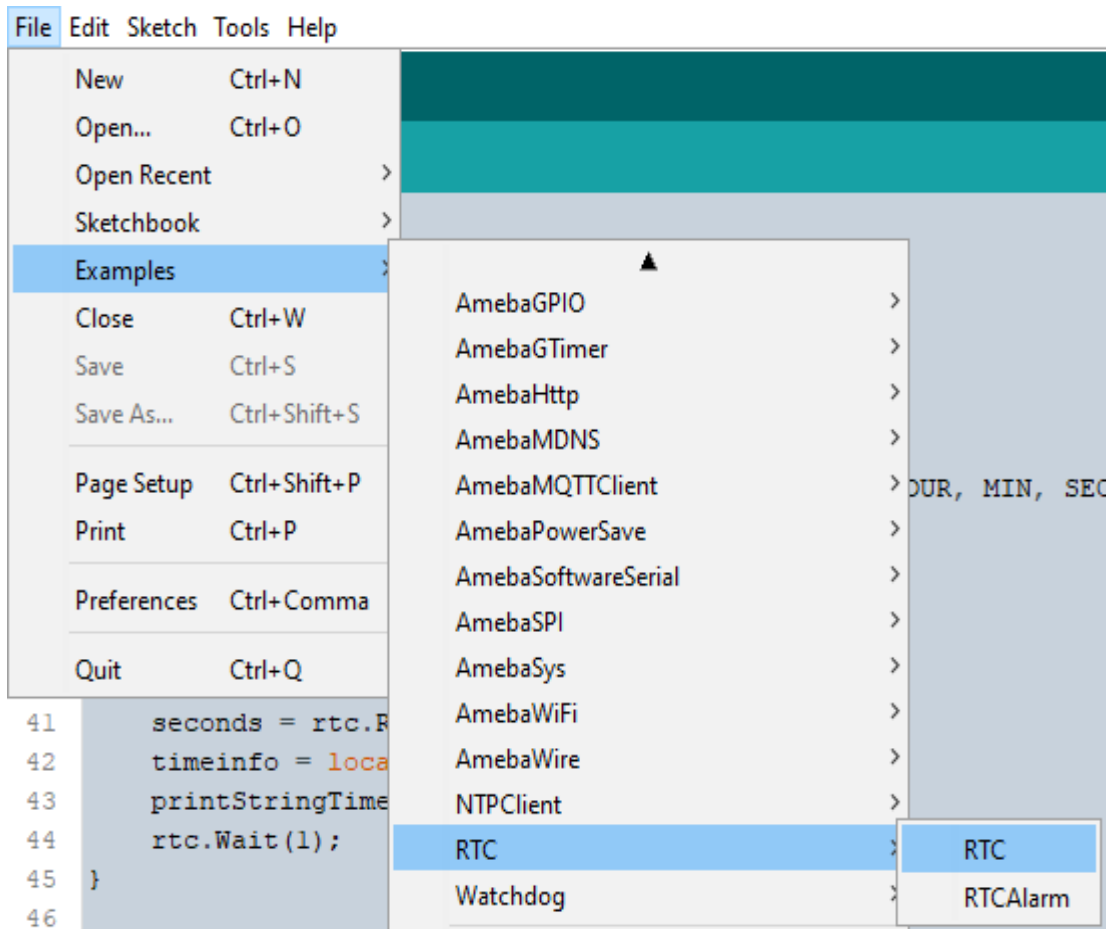 File Edit Sketch Tools Help
New Ctrl+N
Open... Ctrl+O
Open Recent
Sketchbook
Examples
Close Ctrl+W
Save Ctrl+S
Save As... Ctrl+Shift+S
Page Setup Ctrl+Shift+P
Print Ctrl+P
Preferences Ctrl+Comma
Quit Ctrl+Q
AmebaGPIO
AmebaGTimer
AmebaHttp
AmebaMDNS
AmebaMQTTClient
AmebaPowerSave
AmebaSoftwareSerial
AmebaSPI
AmebaSys
AmebaWiFi
AmebaWire
NTPClient
RTC
Watchdog
RTC
RTCAlarm
OUR, MIN, SEC
41 seconds = rtc.R
42 timeinfo = loca
43 printStringTime
44 rtc.Wait(1);
45 }
46